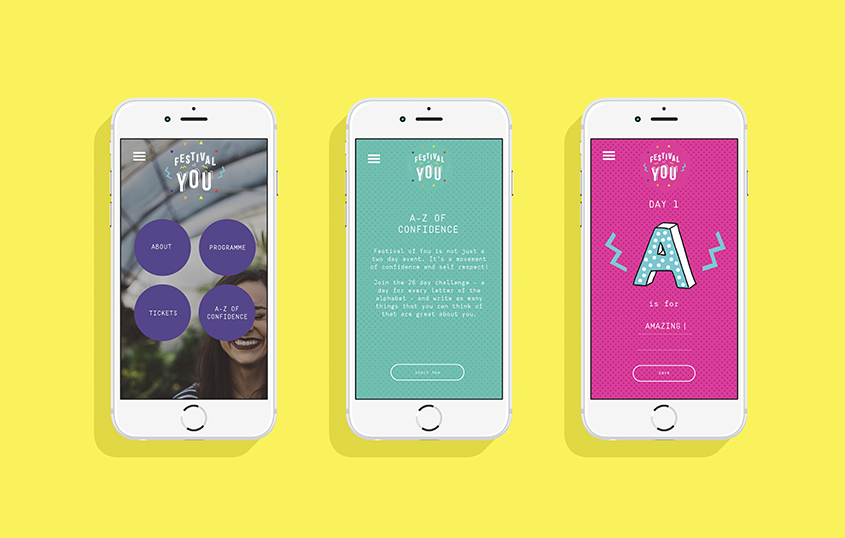 FESTIVAL
YOU
ABOUT
PROGRAMME
TICKETS
A-Z OF
CONFIDENCE
FESTIVAL
YOU
A-Z OF
CONFIDENCE
Festival of You is not just a
two day event. It's a movement
of confidence and self respect!
Join the 26 day challenge - a
day for every letter of the
alphabet - and write as many
things that you can think of
that are great about you.
Start now
FESTIVAL
YOU
DAY 1
A
is for
AMAZING
Save